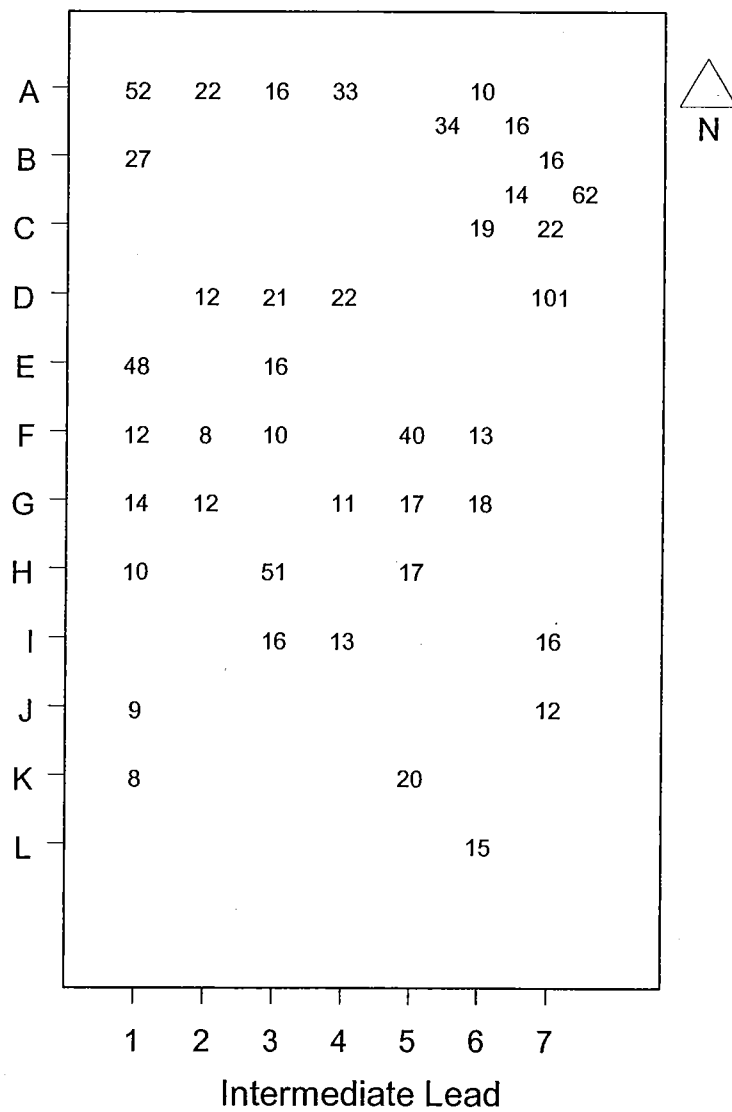 A 52 22 16 33 10
34 16
N
B 27 16
14 62
C 19 22
D 12 21 22 101
E 48 16
F 12 8 10 40 13
G 14 12 11 17 18
H 10 51 17
I 16 13 16
J 9 12
K 8 20
L 15
1 2 3 4 5 6 7
Intermediate Lead